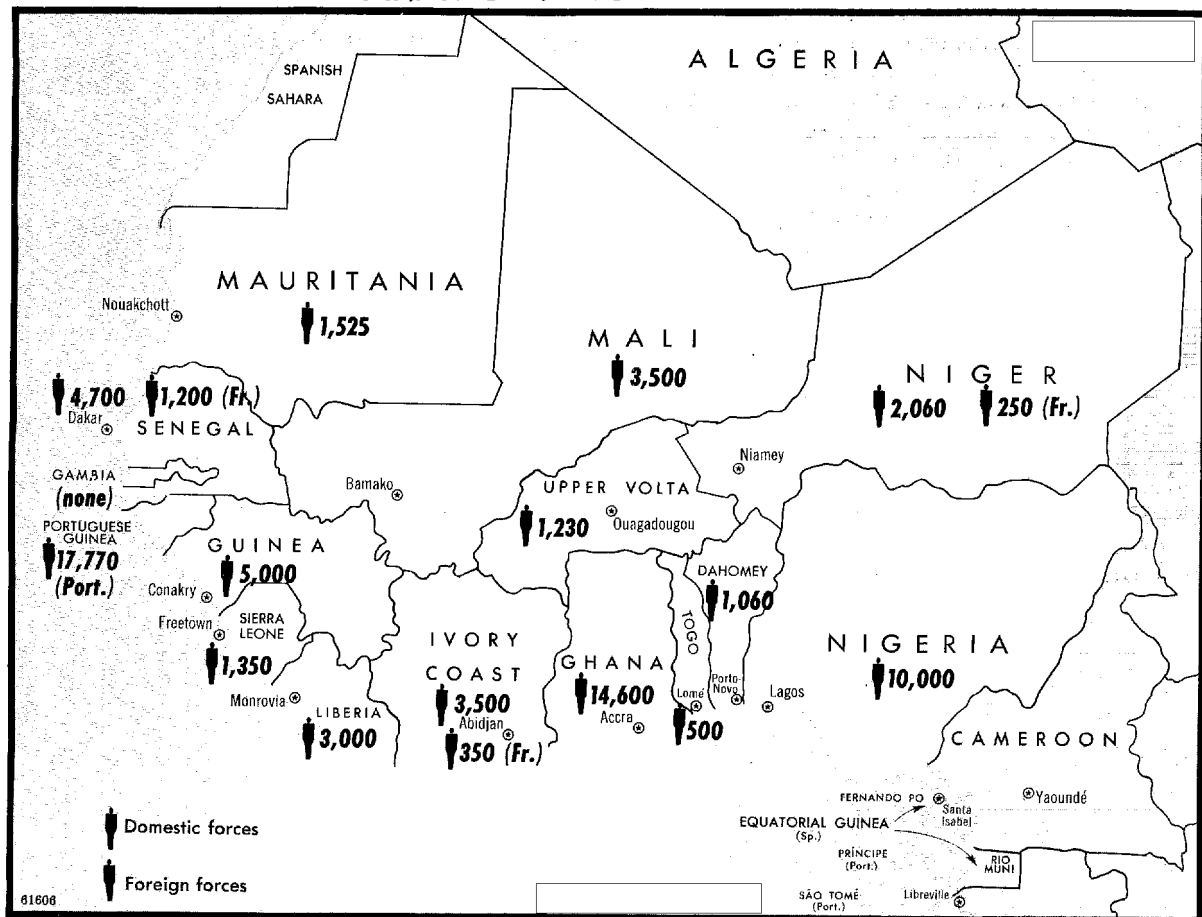 ALGERIA
SPANISH
SAHARA
MAURITANIA
Nouakchott
1,525
MALI
3,500
NIGER
2,060
250 (Fr.)
4,700
1,200 (Fr.)
Dakar
SENEGAL
GAMBIA
(none)
Bamako
Niamey
UPPER VOLTA
1,230
Ouagadougou
PORTUGUESE
GUINEA
17,770
(Port.)
GUINEA
5,000
Conakry
DAHOMEY
1,060
Freetown
SIERRA
LEONE
1,350
IVORY
COAST
3,500
Abidjan
350 (Fr.)
GHANA
14,600
Accra
TOGO
Lomé
500
Porto-
Novo
Lagos
NIGERIA
10,000
Monrovia
LIBERIA
3,000
CAMEROON
Yaoundé
FERNANDO PO
Santa
Isabel
EQUATORIAL GUINEA
(Sp.)
PRÍNCIPE
(Port.)
RIO
MUNI
SÃO TOMÉ
(Port.)
Libreville
Domestic forces
Foreign forces
61606